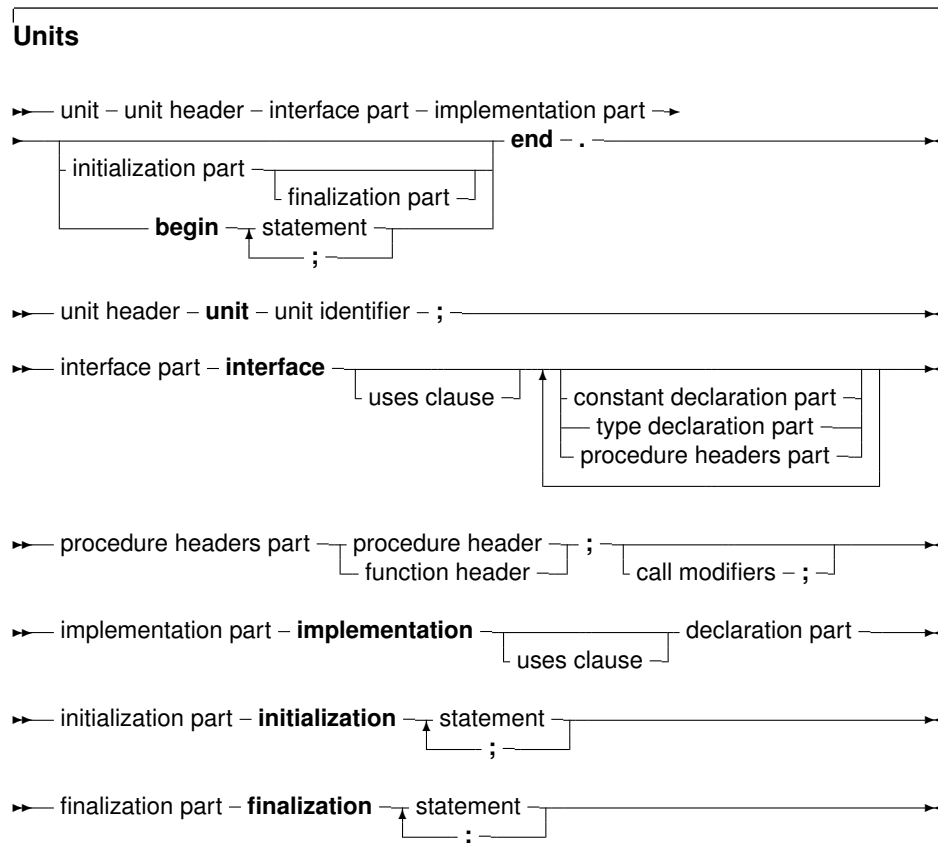 Units
unit – unit header – interface part – implementation part
end – .
initialization part
finalization part
begin – statement
;
unit header – unit – unit identifier – ;
interface part – interface
uses clause
constant declaration part
type declaration part
procedure headers part
procedure headers part – procedure header – ;
function header
call modifiers – ;
implementation part – implementation – declaration part
uses clause
initialization part – initialization – statement
;
finalization part – finalization – statement
;